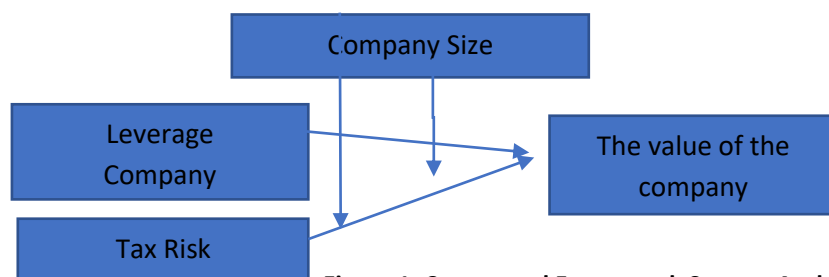 Company Size
Leverage
Company
The value of the
company
Tax Risk